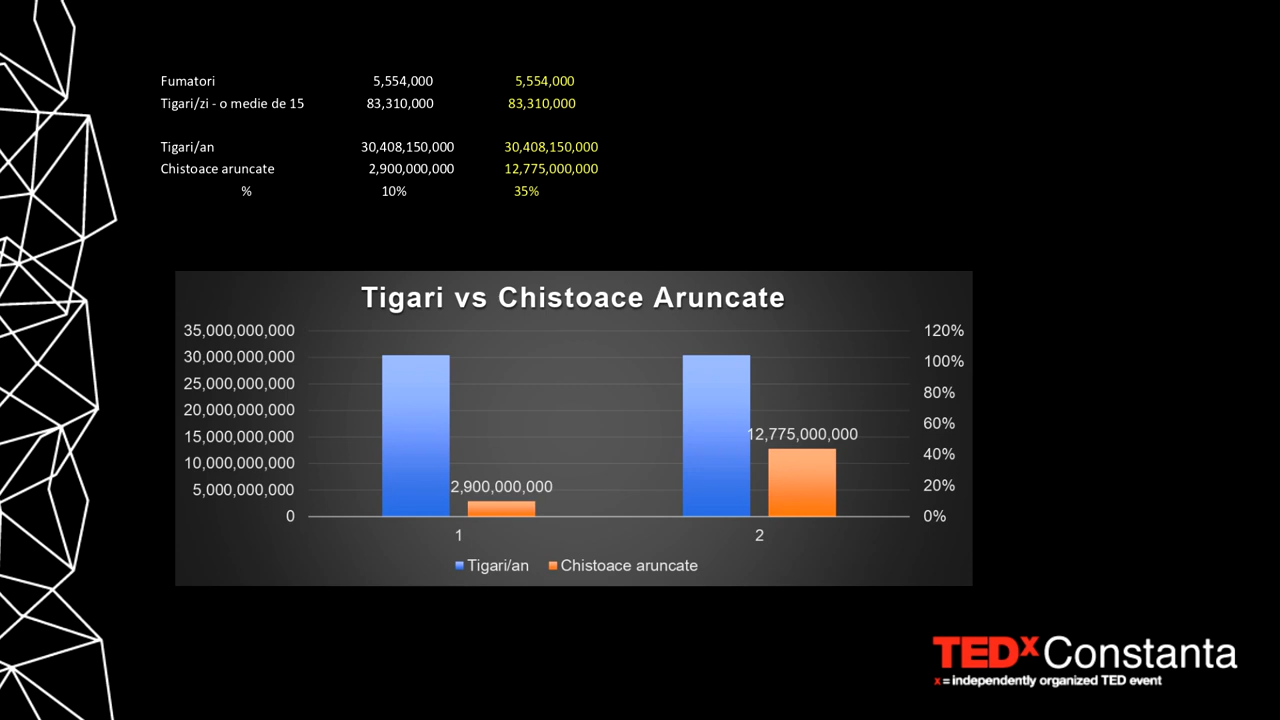 Fumatori 5,554,000 5,554,000
Tigari/zi - o medie de 15 83,310,000 83,310,000
Tigari/an 30,408,150,000 30,408,150,000
Chistoace aruncate 2,900,000,000 12,775,000,000
% 10% 35%
Tigari vs Chistoace Aruncate
35,000,000,000 120%
30,000,000,000 100%
25,000,000,000 80%
20,000,000,000 60%
15,000,000,000 12,775,000,000
10,000,000,000 40%
5,000,000,000 2,900,000,000 20%
0 0%
1 2
Tigari/an Chistoace aruncate
TEDx Constanta
x = independently organized TED event